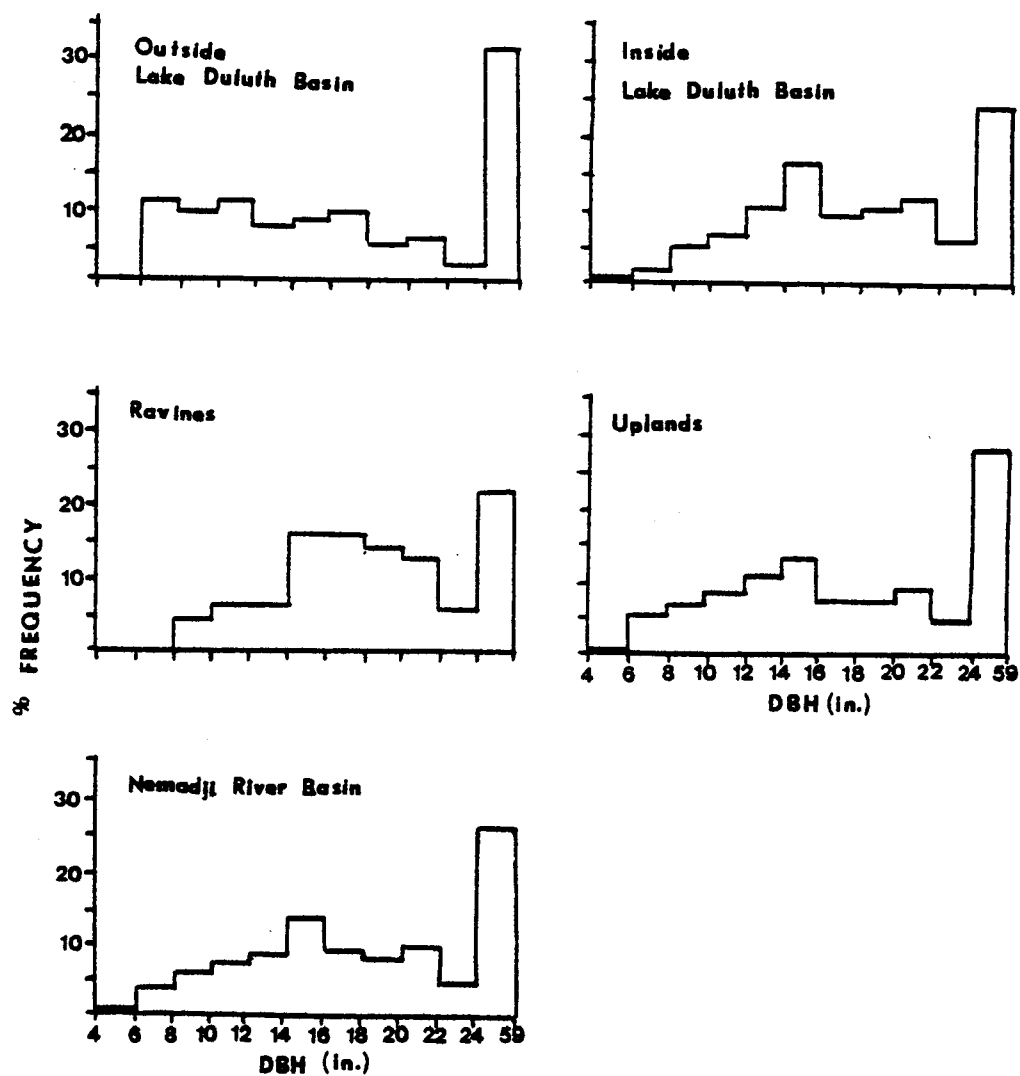 Outside
Lake Duluth Basin
30
20
10
Inside
Lake Duluth Basin
Ravines
30
20
10
Uplands
4 6 8 10 12 14 16 18 20 22 24 59
DBH (in.)
% FREQUENCY
Nemadji River Basin
30
20
10
4 6 8 10 12 14 16 18 20 22 24 59
DBH (in.)